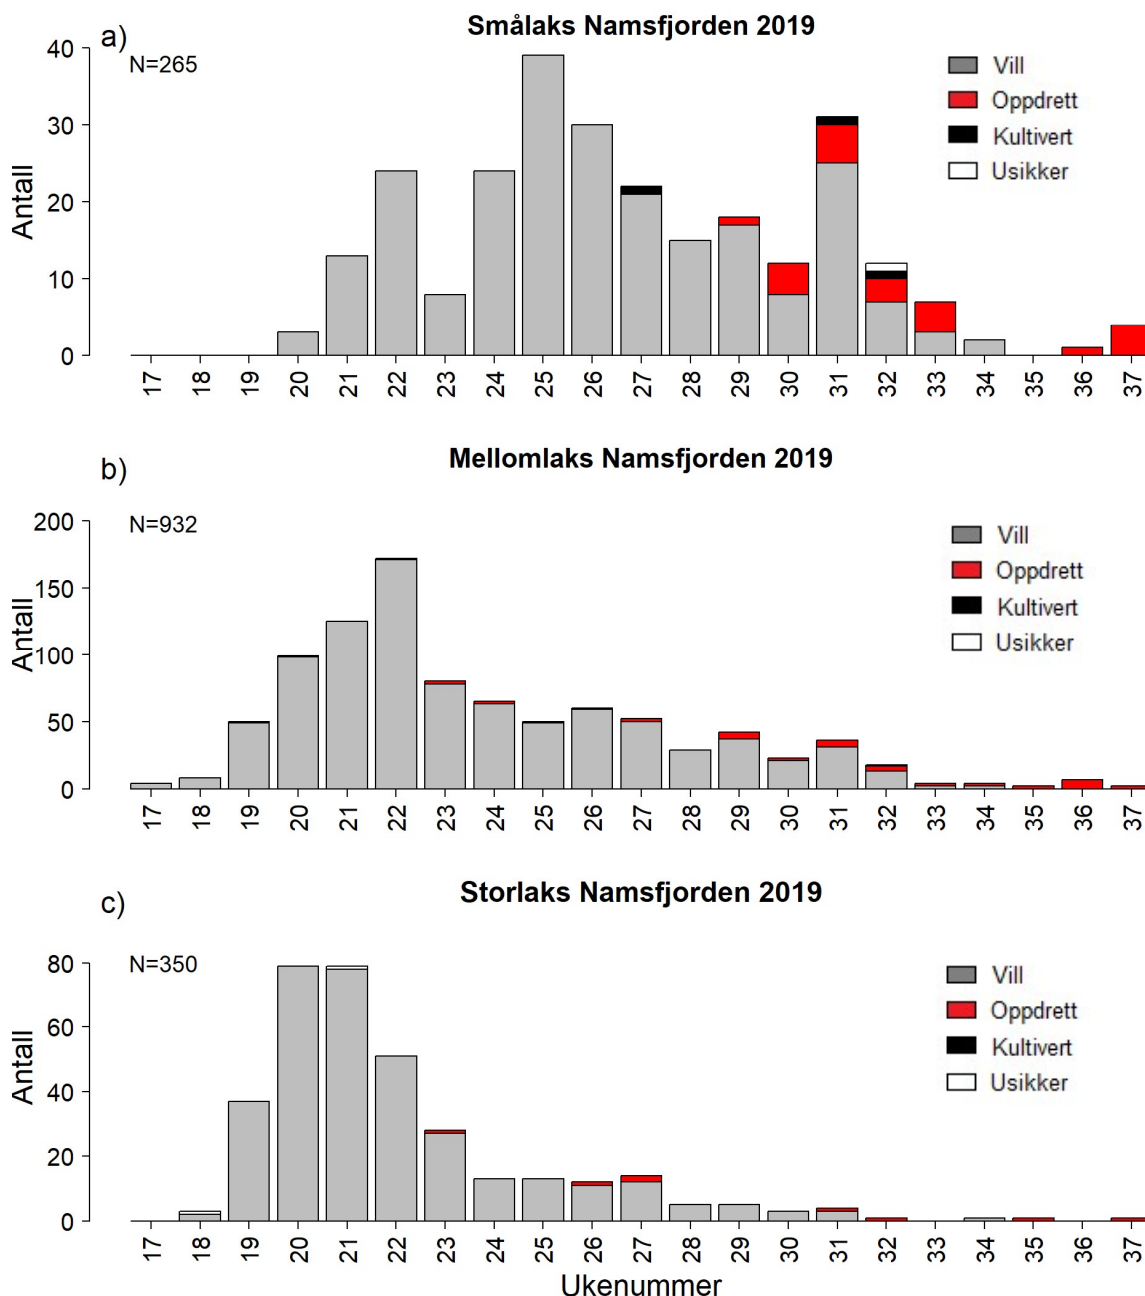 Smålaks Namsfjorden 2019
a)
N=265
Vill
Oppdrett
Kultivert
Usikker
Antall
40
30
20
10
0
17 18 19 20 21 22 23 24 25 26 27 28 29 30 31 32 33 34 35 36 37
Mellomlaks Namsfjorden 2019
b)
N=932
Vill
Oppdrett
Kultivert
Usikker
Antall
200
150
100
50
0
17 18 19 20 21 22 23 24 25 26 27 28 29 30 31 32 33 34 35 36 37
Storlaks Namsfjorden 2019
c)
N=350
Vill
Oppdrett
Kultivert
Usikker
Antall
80
60
40
20
0
17 18 19 20 21 22 23 24 25 26 27 28 29 30 31 32 33 34 35 36 37
Ukenummer